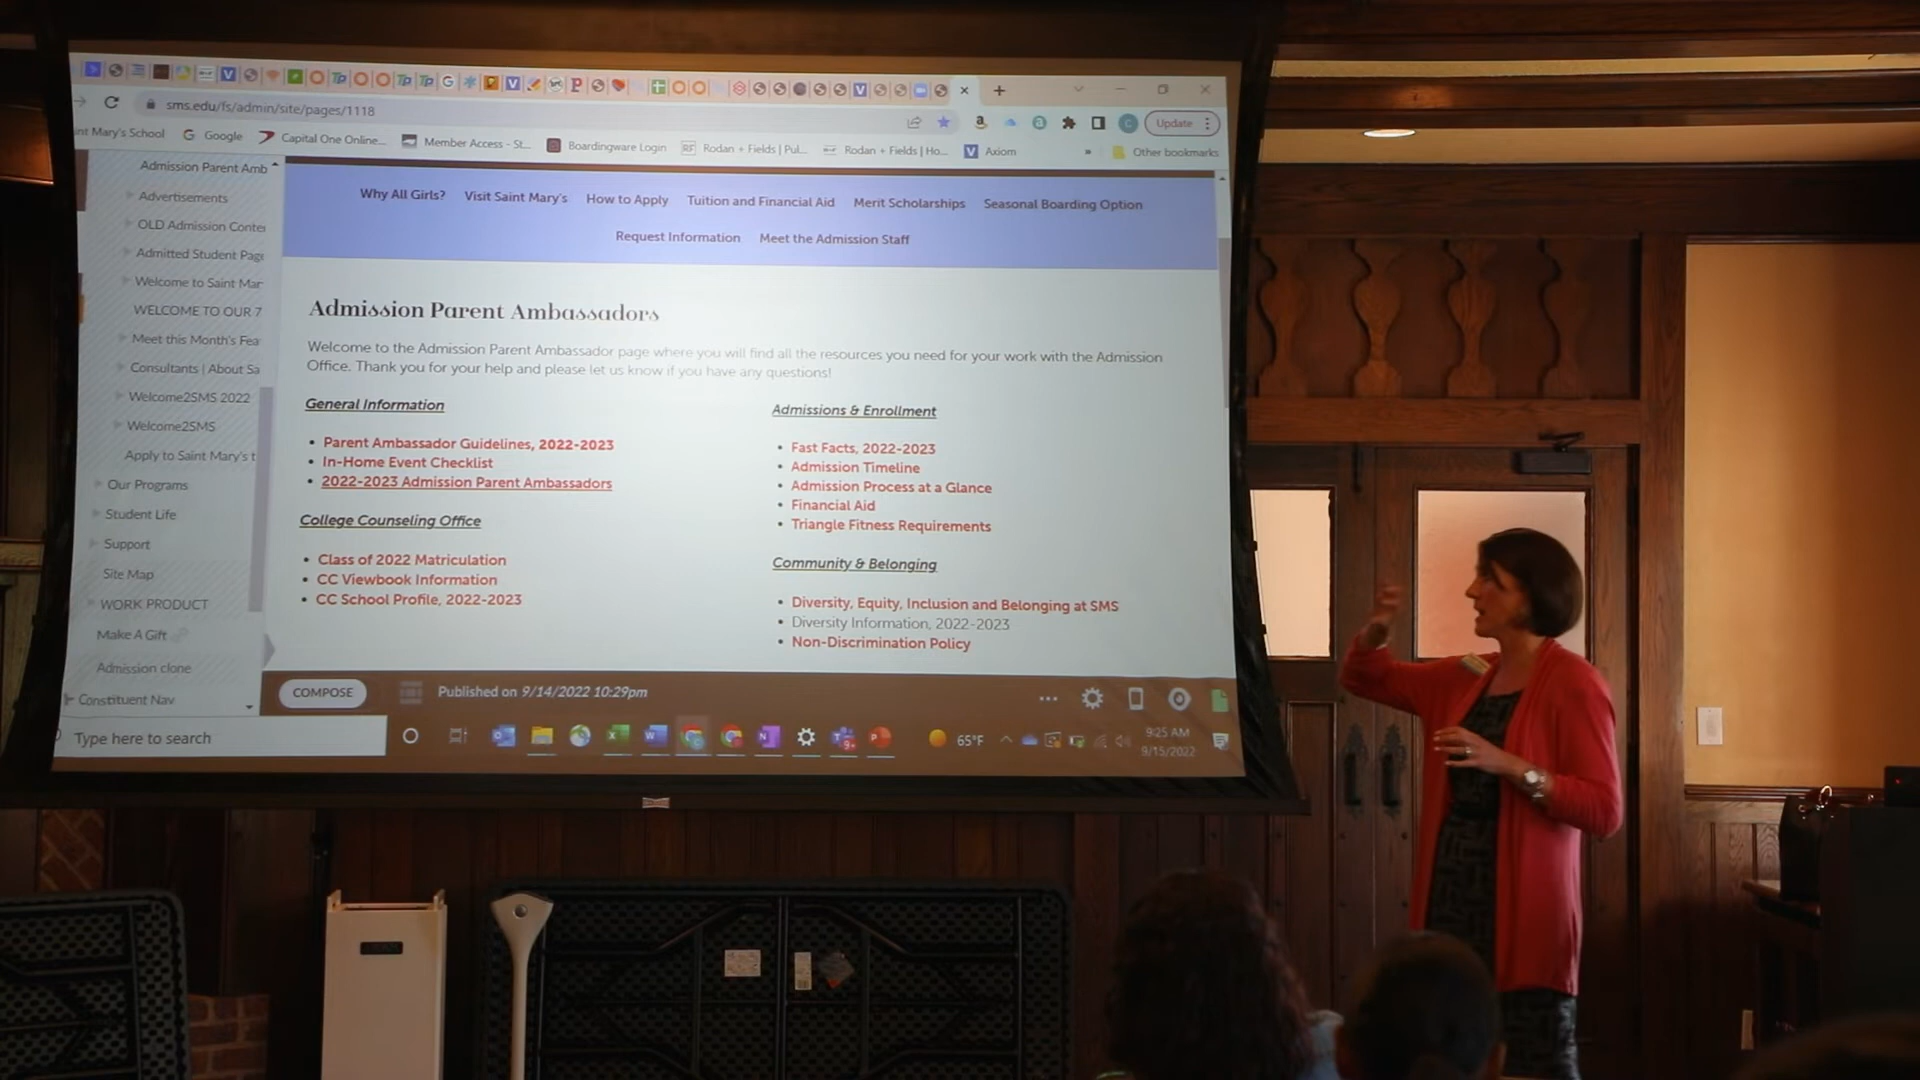 sms.edu/fs/admin/site/pages/1118
Update
nt Mary's School
Google
Capital One Online...
Member Access - St...
Boardingware Login
Rodan + Fields | Pul...
Rodan + Fields | Ho...
Axiom
Other bookmarks
Admission Parent Amb
Advertisements
OLD Admission Conte
Admitted Student Page
Welcome to Saint Mar
WELCOME TO OUR 7
Meet this Month's Fea
Consultants | About Sa
Welcome2SMS 2022
Welcome2SMS
Apply to Saint Mary's t
Our Programs
Student Life
Support
Site Map
WORK PRODUCT
Make A Gift
Admission clone
Constituent Nav
Why All Girls? Visit Saint Mary's How to Apply Tuition and Financial Aid Merit Scholarships Seasonal Boarding Option
Request Information Meet the Admission Staff
Admission Parent Ambassadors
Welcome to the Admission Parent Ambassador page where you will find all the resources you need for your work with the Admission
Office. Thank you for your help and please let us know if you have any questions!
General Information
• Parent Ambassador Guidelines, 2022-2023
• In-Home Event Checklist
• 2022-2023 Admission Parent Ambassadors
College Counseling Office
• Class of 2022 Matriculation
• CC Viewbook Information
• CC School Profile, 2022-2023
Admissions & Enrollment
• Fast Facts, 2022-2023
• Admission Timeline
• Admission Process at a Glance
• Financial Aid
• Triangle Fitness Requirements
Community & Belonging
• Diversity, Equity, Inclusion and Belonging at SMS
• Diversity Information, 2022-2023
• Non-Discrimination Policy
COMPOSE
Published on 9/14/2022 10:29pm
Type here to search
65°F
9:25 AM
9/15/2022